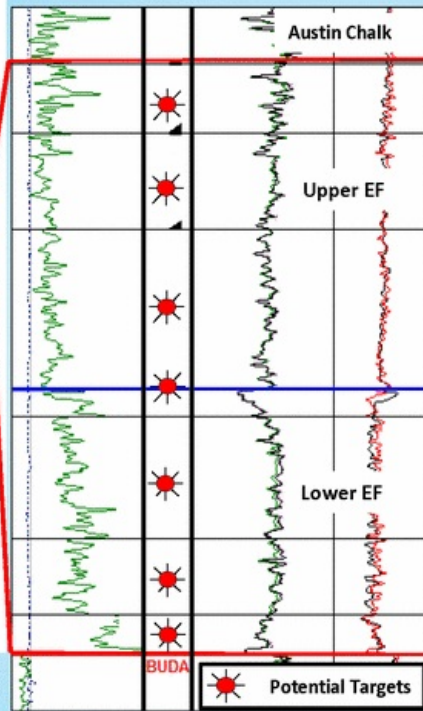 Austin Chalk
Upper EF
Lower EF
BUDA
Potential Targets